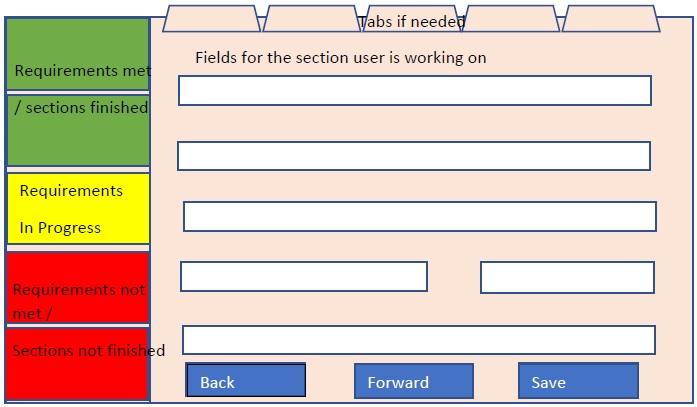 Tabs if needed
Fields for the section user is working on
Requirements met
/ sections finished
Requirements
In Progress
Requirements not
met /
Sections not finished
Back
Forward
Save